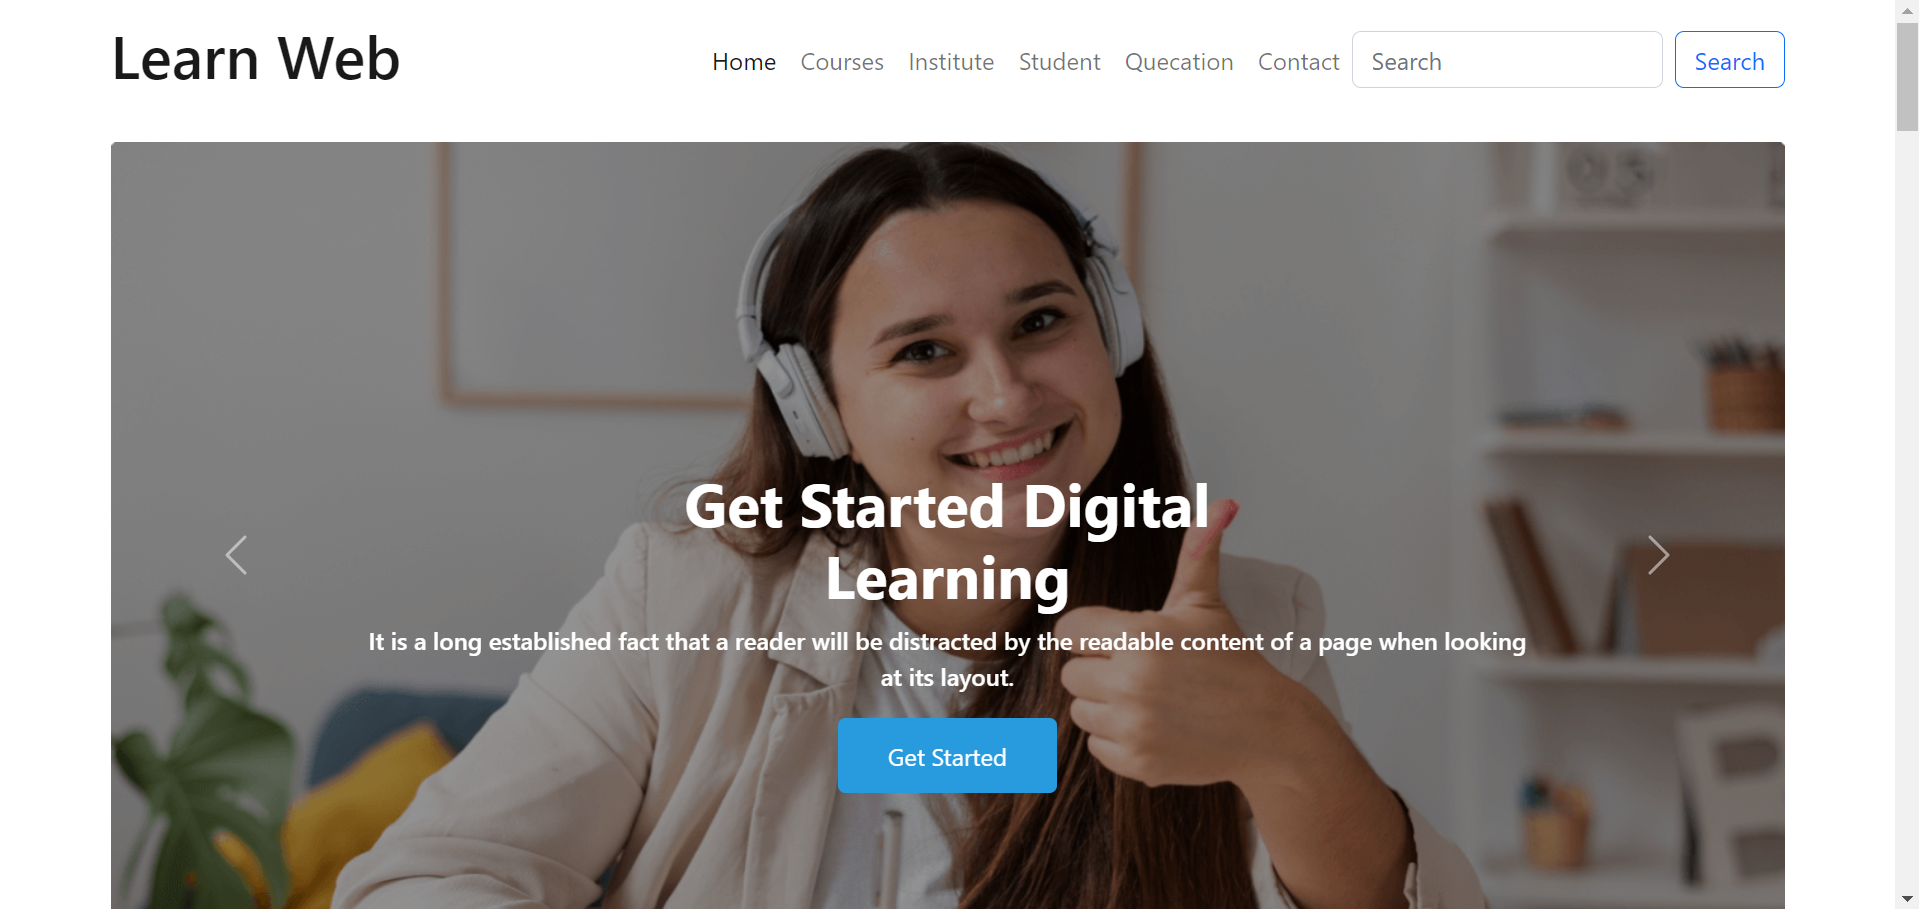 Learn Web
Home Courses Institute Student Quecation Contact Search Search
Get Started Digital
Learning
It is a long established fact that a reader will be distracted by the readable content of a page when looking
at its layout.
Get Started